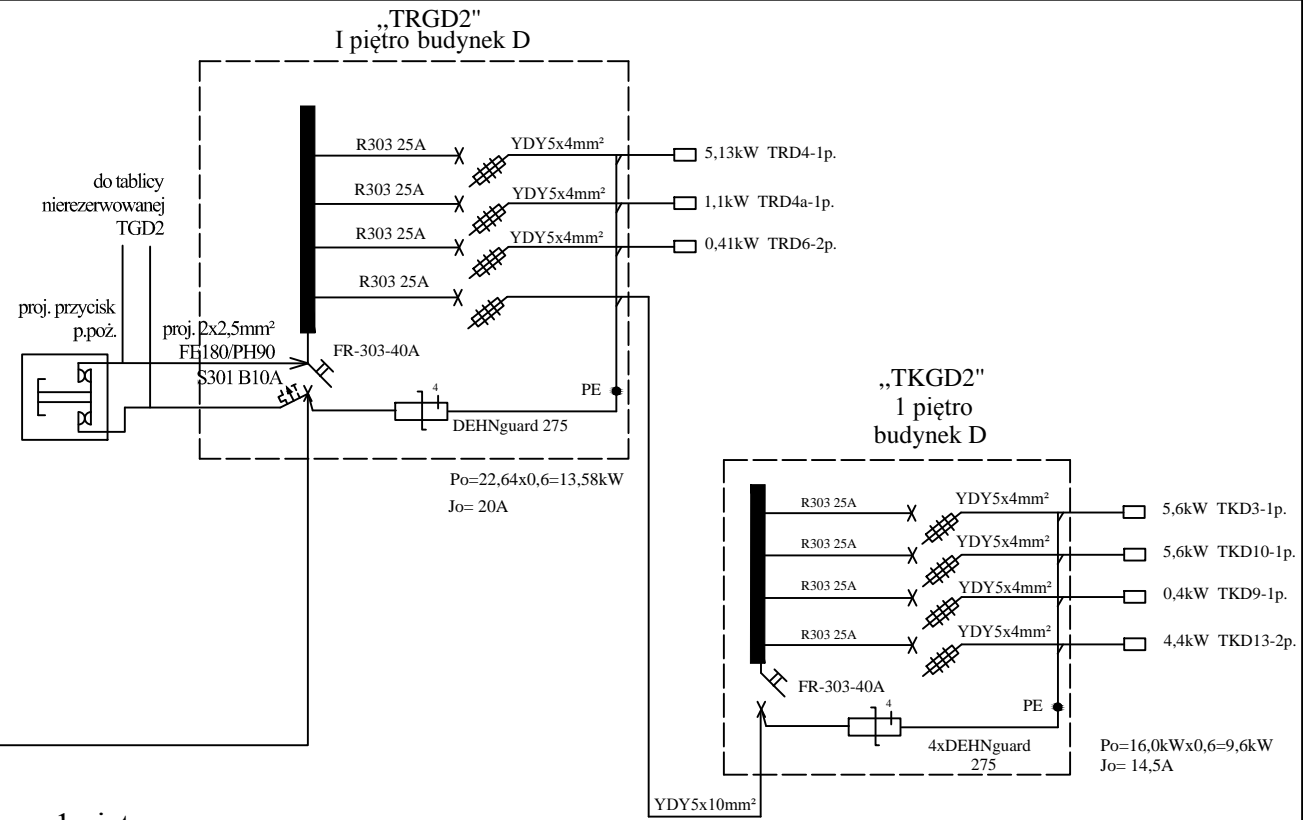 „TRGD2"
I piętro budynek D
R303 25A
YDY5x4mm²
5,13kW TRD4-1p.
R303 25A
YDY5x4mm²
1,1kW TRD4a-1p.
R303 25A
YDY5x4mm²
0,41kW TRD6-2p.
R303 25A
do tablicy
nierezerwowanej
TGD2
proj. przycisk
p.poż.
proj. 2x2,5mm²
FE180/PH90
S301 B10A
FR-303-40A
4
DEHNguard 275
PE
Po=22,64x0,6=13,58kW
Jo= 20A
„TKGD2"
1 piętro
budynek D
R303 25A
YDY5x4mm²
5,6kW TKD3-1p.
R303 25A
YDY5x4mm²
5,6kW TKD10-1p.
R303 25A
YDY5x4mm²
0,4kW TKD9-1p.
R303 25A
YDY5x4mm²
4,4kW TKD13-2p.
FR-303-40A
4
PE
4xDEHNguard
275
Po=16,0kWx0,6=9,6kW
Jo= 14,5A
YDY5x10mm²